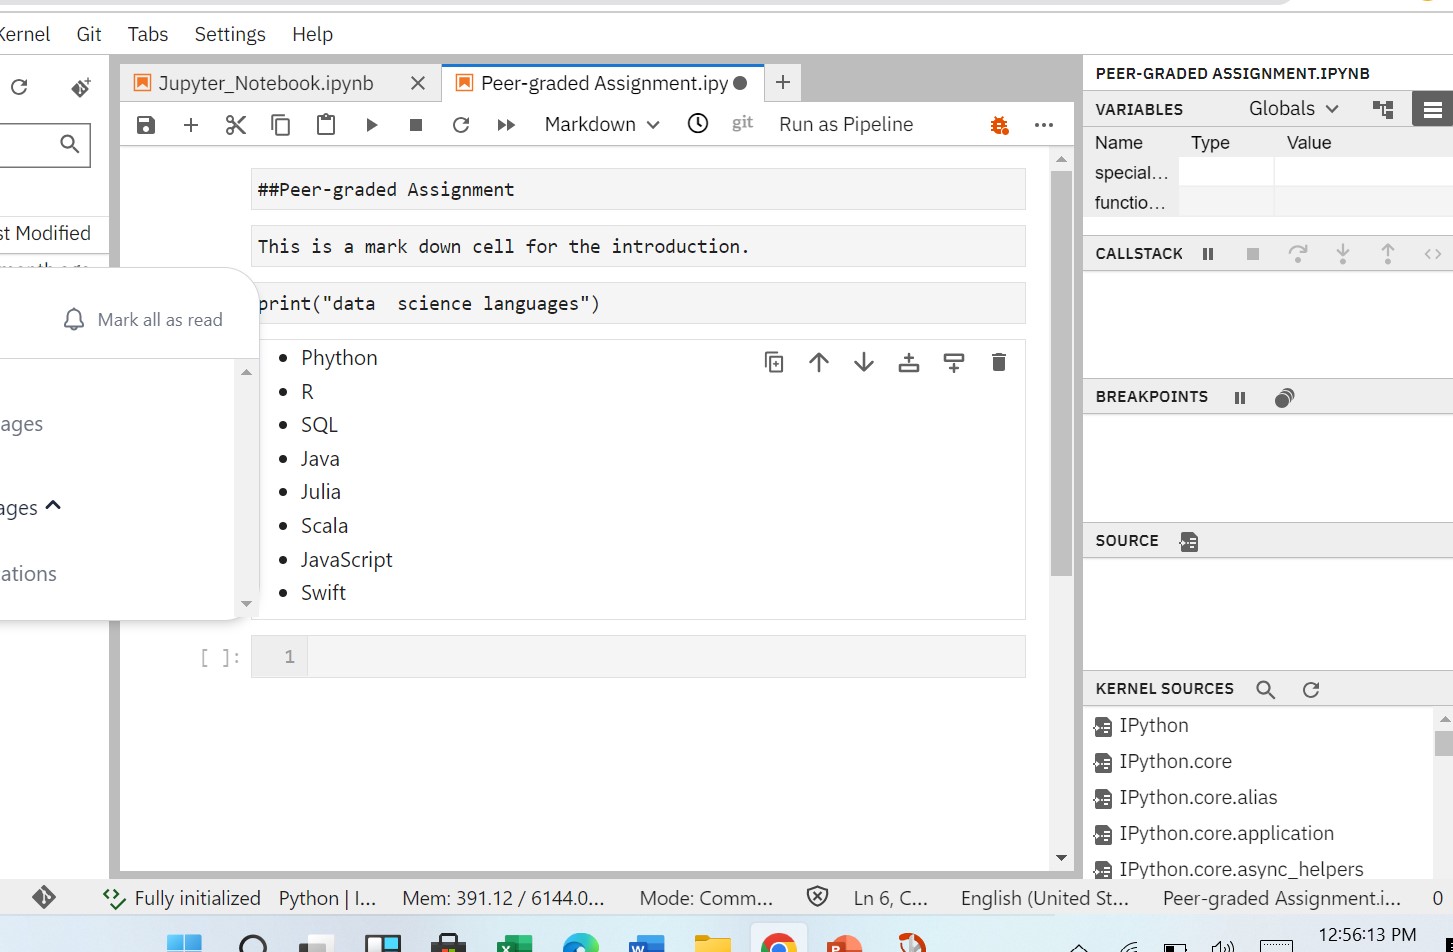 Kernel Git Tabs Settings Help
Jupyter_Notebook.ipynb
Peer-graded Assignment.ipy
Markdown
git
Run as Pipeline
st Modified
Mark all as read
ages
ages
ations
##Peer-graded Assignment
This is a mark down cell for the introduction.
print("data  science languages")
Phython
R
SQL
Java
Julia
Scala
JavaScript
Swift
[ ]: 1
PEER-GRADED ASSIGNMENT.IPYNB
VARIABLES Globals
Name Type Value
special...
functio...
CALLSTACK
BREAKPOINTS
SOURCE
KERNEL SOURCES
IPython
IPython.core
IPython.core.alias
IPython.core.application
IPython.core.async_helpers
Fully initialized Python | I... Mem: 391.12 / 6144.0... Mode: Comm... Ln 6, C... English (United St... Peer-graded Assignment.i... 0
12:56:13 PM